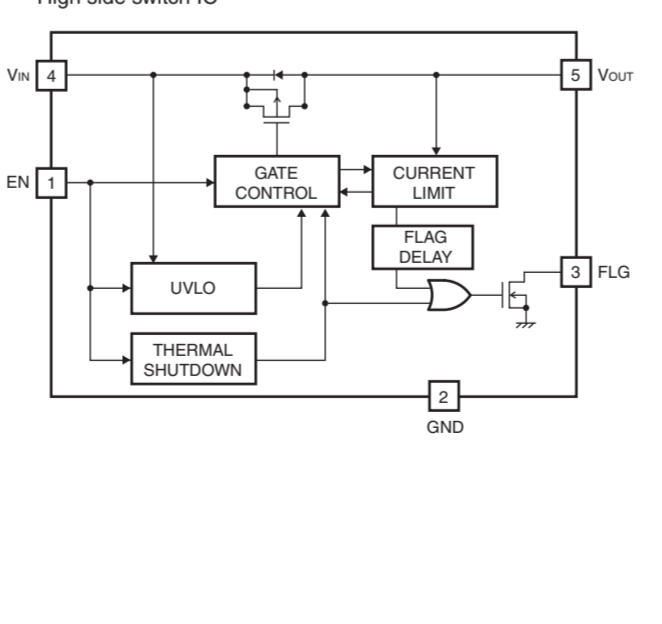 High side switch IC
VIN 4
5 VOUT
EN 1
GATE
CONTROL
CURRENT
LIMIT
FLAG
DELAY
3 FLG
UVLO
THERMAL
SHUTDOWN
2
GND